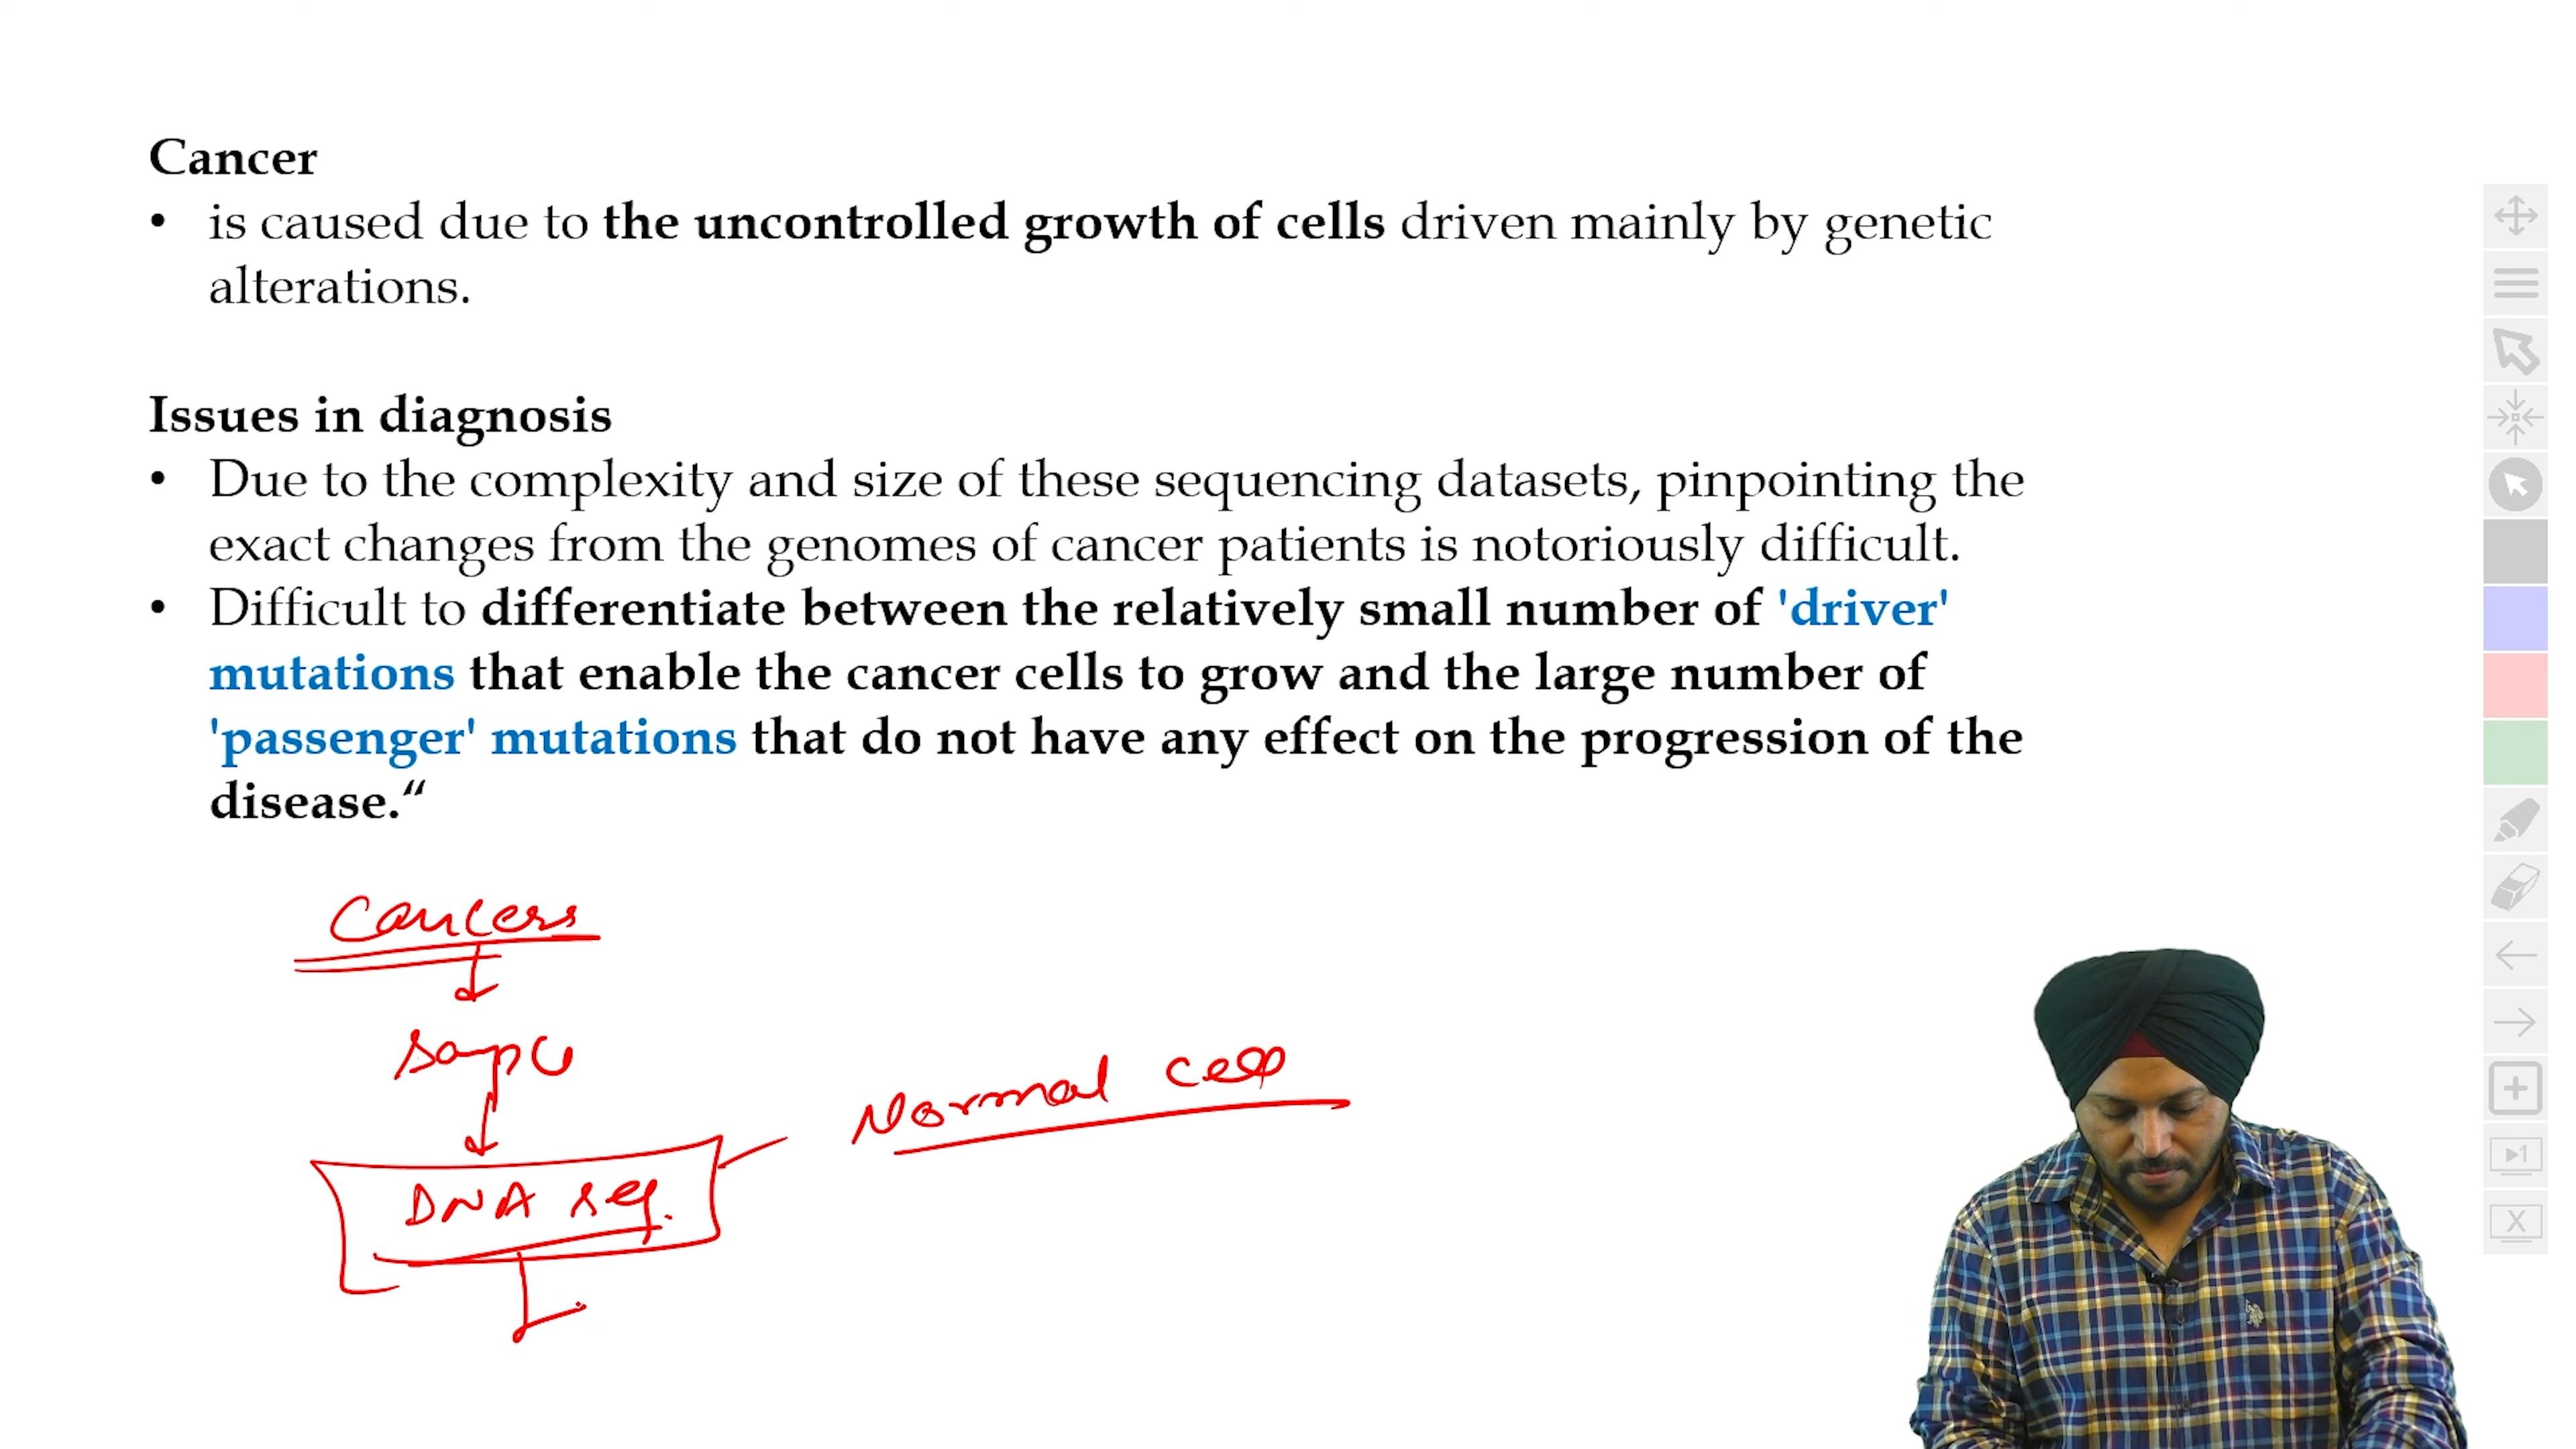 Cancer
• is caused due to the uncontrolled growth of cells driven mainly by genetic
alterations.
Issues in diagnosis
• Due to the complexity and size of these sequencing datasets, pinpointing the
exact changes from the genomes of cancer patients is notoriously difficult.
• Difficult to differentiate between the relatively small number of 'driver'
mutations that enable the cancer cells to grow and the large number of
'passenger' mutations that do not have any effect on the progression of the
disease.“
Cancers
Normal cell
DNA seq.
1
X